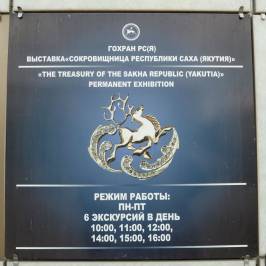 ГОХРАН РС(Я)
ВЫСТАВКА«СОКРОВИЩНИЦА РЕСПУБЛИКИ САХА (ЯКУТИЯ)»
«THE TREASURY OF THE SAKHA REPUBLIC (YAKUTIA)»
PERMANENT EXHIBITION
РЕЖИМ РАБОТЫ:
ПН-ПТ
6 ЭКСКУРСИЙ В ДЕНЬ
10:00, 11:00, 12:00,
14:00, 15:00, 16:00